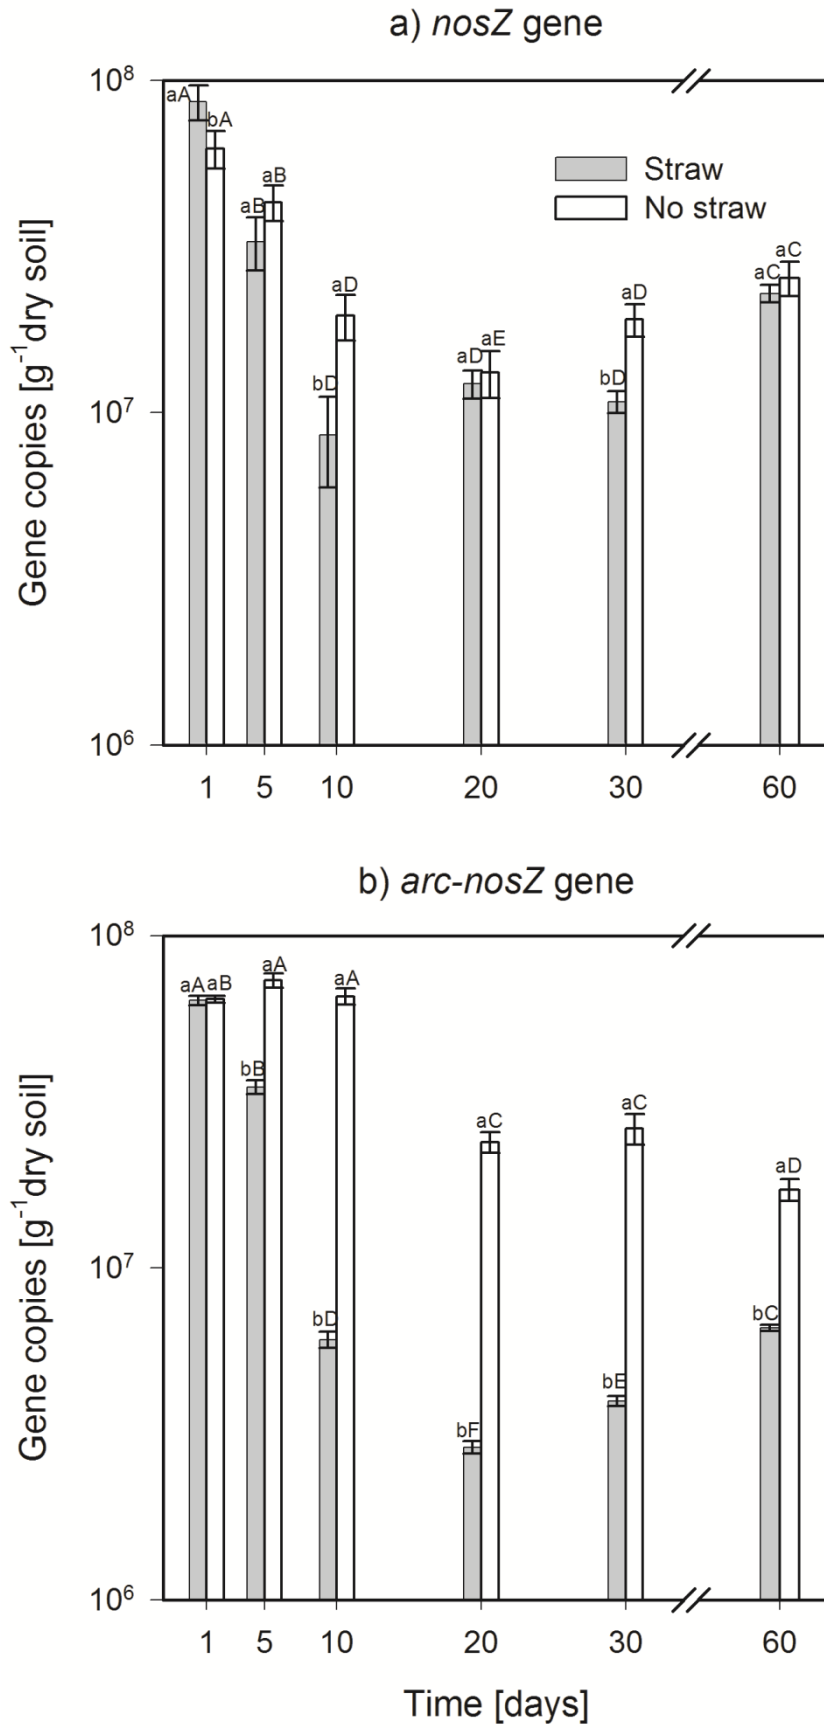 a) nosZ gene
10⁸
aA
bA
aB
aB
Straw
No straw
bD
aD
aD
aE
bD
aD
aC
aC
10⁷
10⁶
Gene copies [g⁻¹dry soil]
1 5 10 20 30 60
b) arc-nosZ gene
10⁸
aA
aB
bB
aA
bD
aA
bF
aC
bE
aC
bC
aD
10⁷
10⁶
Gene copies [g⁻¹dry soil]
1 5 10 20 30 60
Time [days]